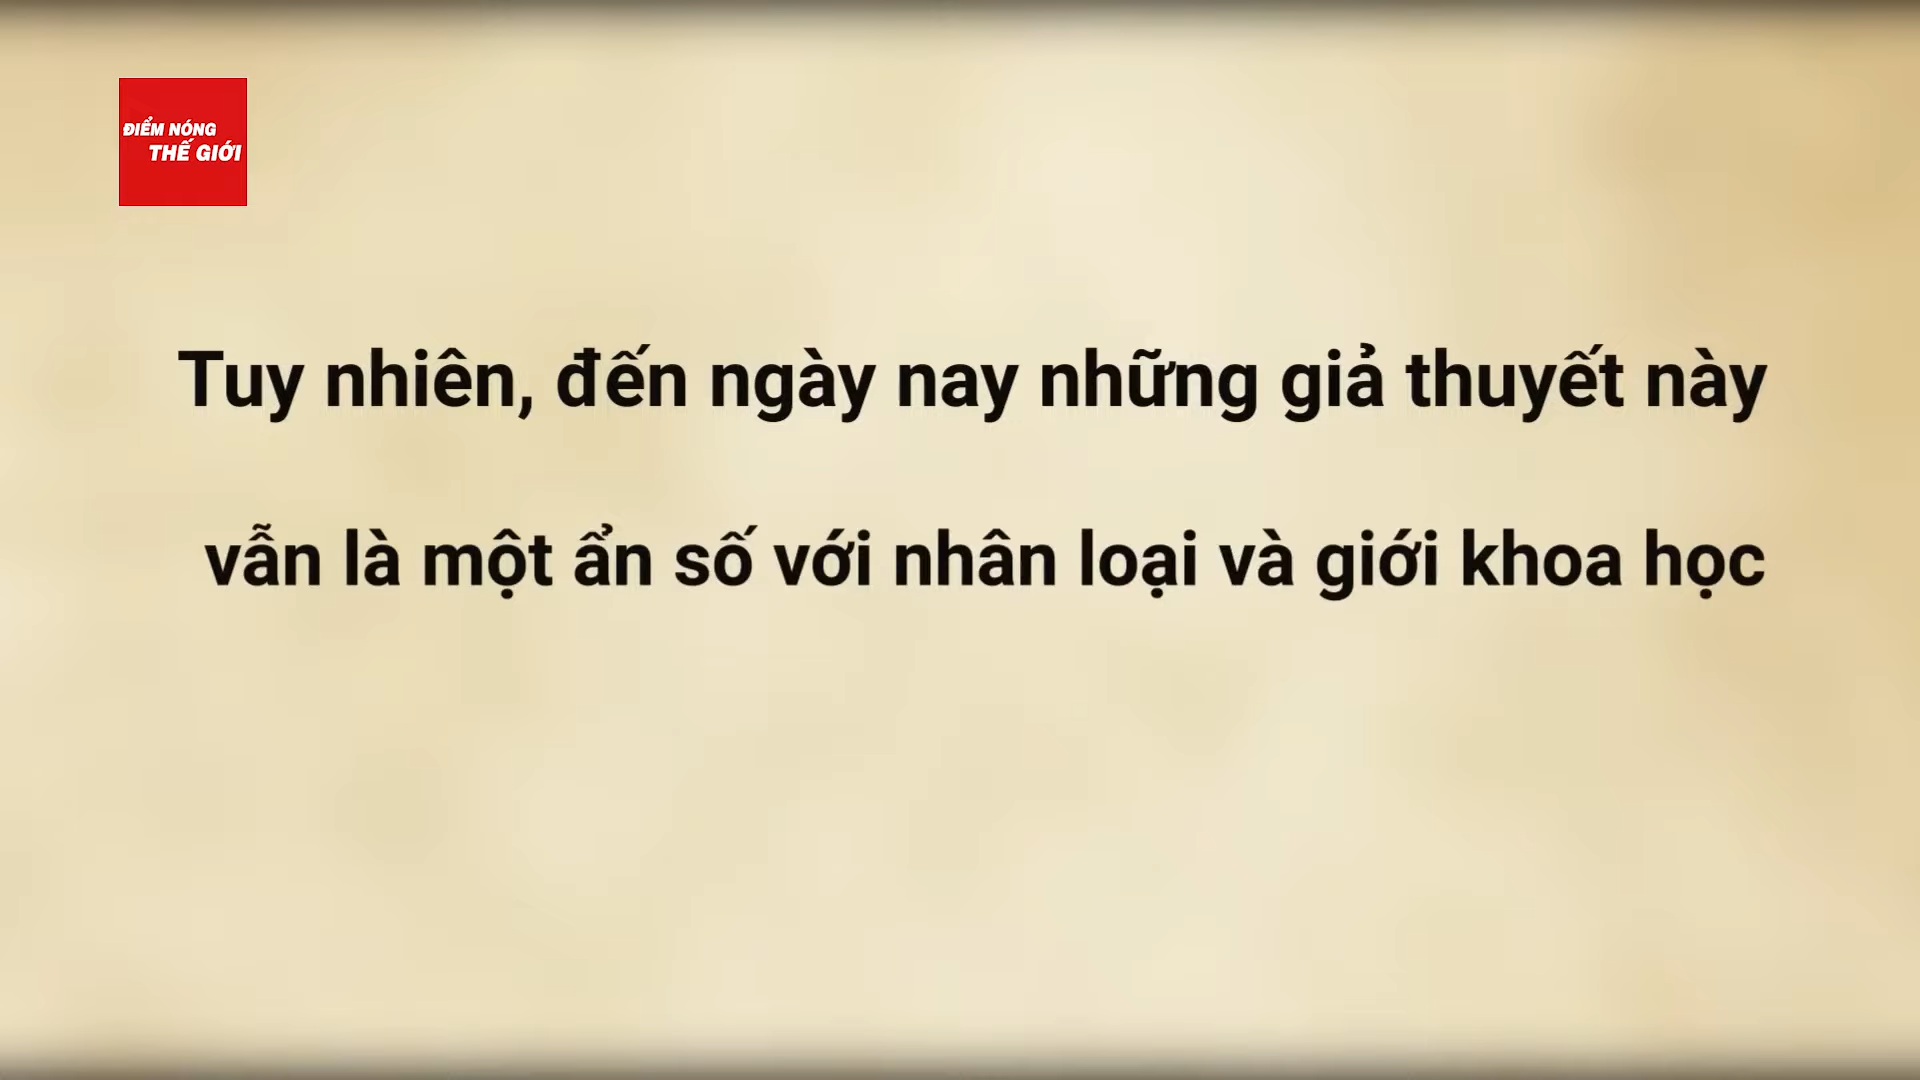 ĐIỂM NÓNG
THẾ GIỚI
Tuy nhiên, đến ngày nay những giả thuyết này
vẫn là một ẩn số với nhân loại và giới khoa học